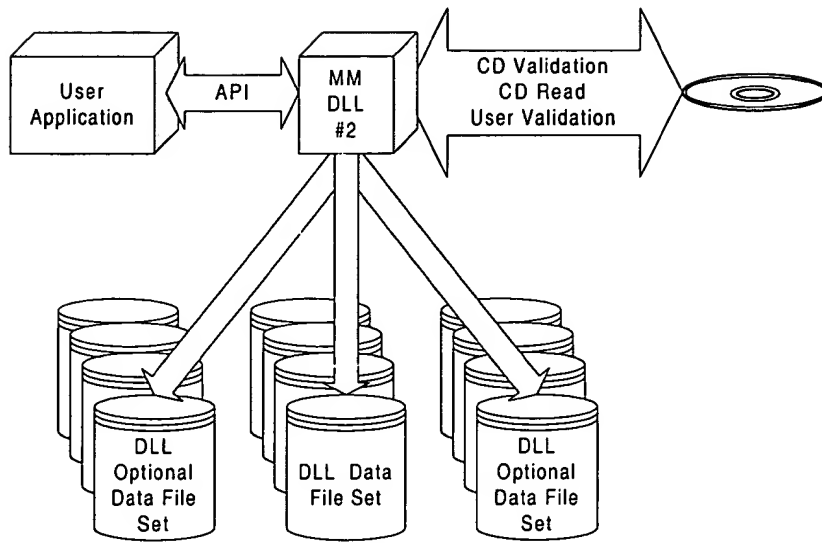 User
Application
API
MM
DLL
#2
CD Validation
CD Read
User Validation
DLL
Optional
Data File
Set
DLL Data
File Set
DLL
Optional
Data File
Set